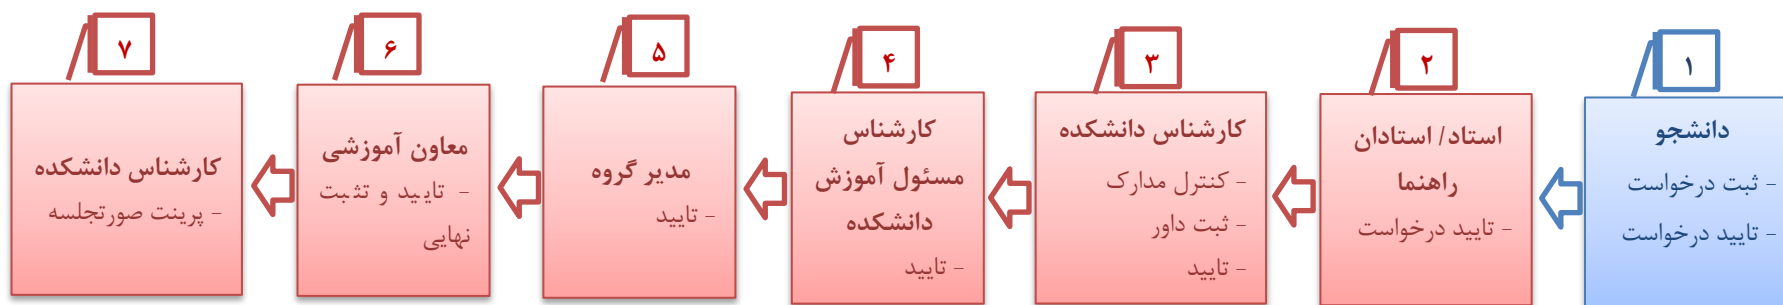 ۱
دانشجو
- ثبت درخواست
- تایید درخواست
۲
استاد/ استادان
راهنما
- تایید درخواست
۳
کارشناس دانشکده
- کنترل مدارک
- ثبت داور
- تایید
۴
کارشناس
مسئول آموزش
دانشکده
- تایید
۵
مدیر گروه
- تایید
۶
معاون آموزشی
- تایید و تثبت
نهایی
۷
کارشناس دانشکده
- پرینت صورتجلسه